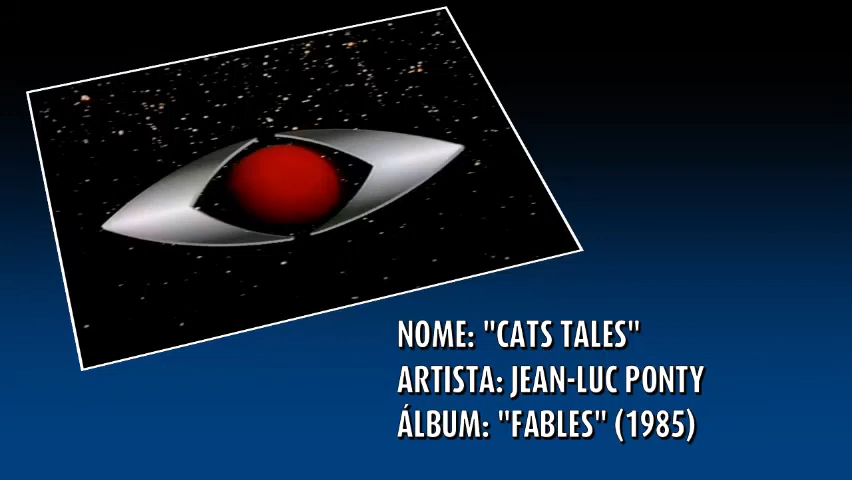 NOME: "CATS TALES"
ARTISTA: JEAN-LUC PONTY
ÁLBUM: "FABLES" (1985)